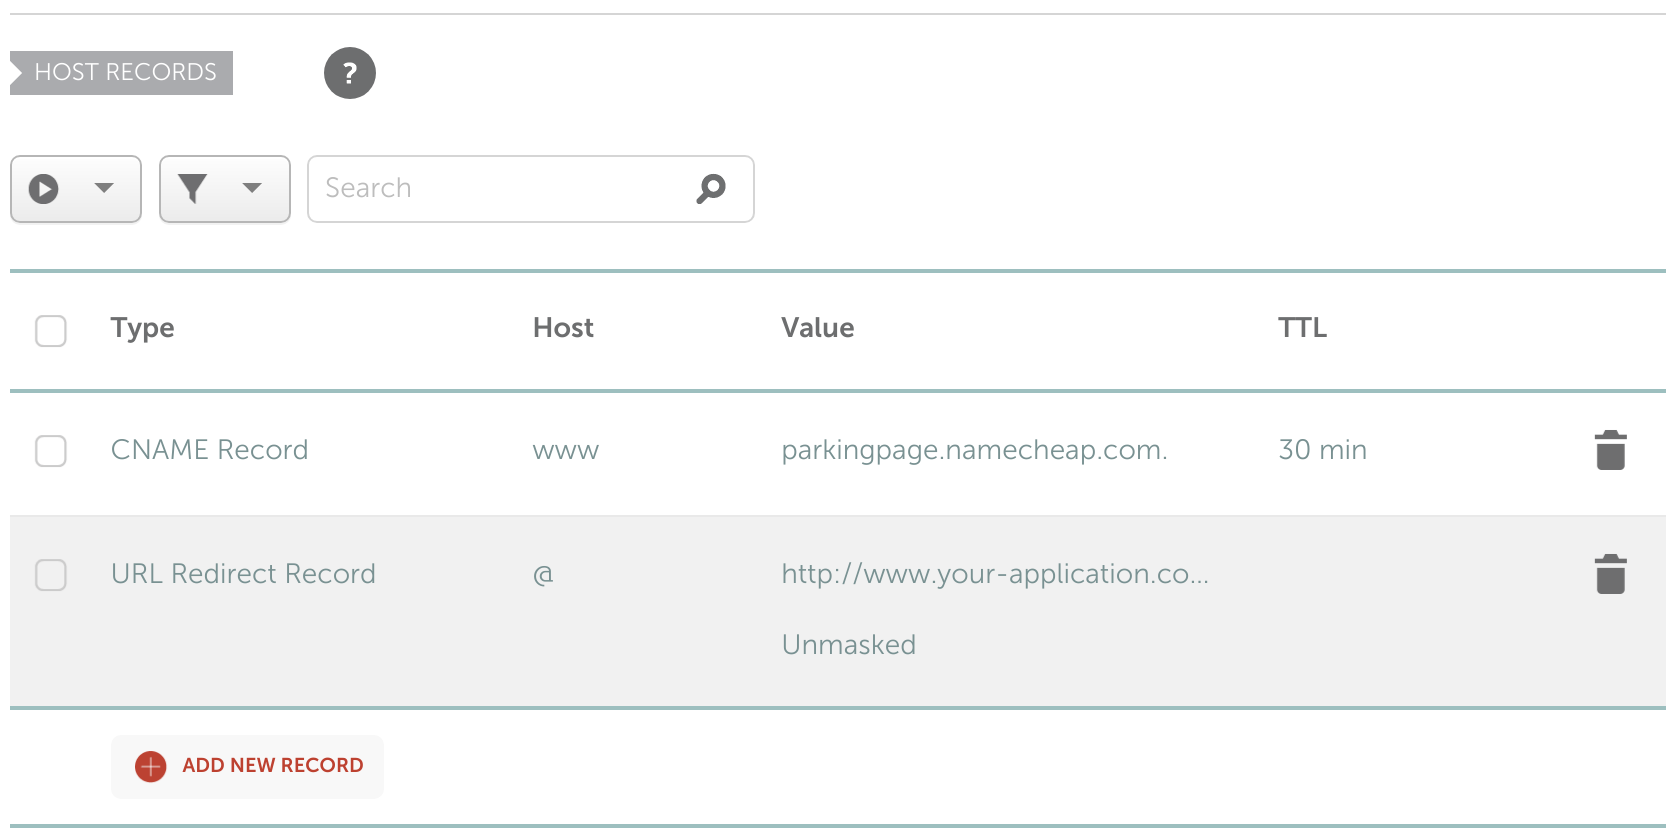 HOST RECORDS ?
Search
Type Host Value TTL
CNAME Record www parkingpage.namecheap.com. 30 min
URL Redirect Record @ http://www.your-application.co...
Unmasked
ADD NEW RECORD